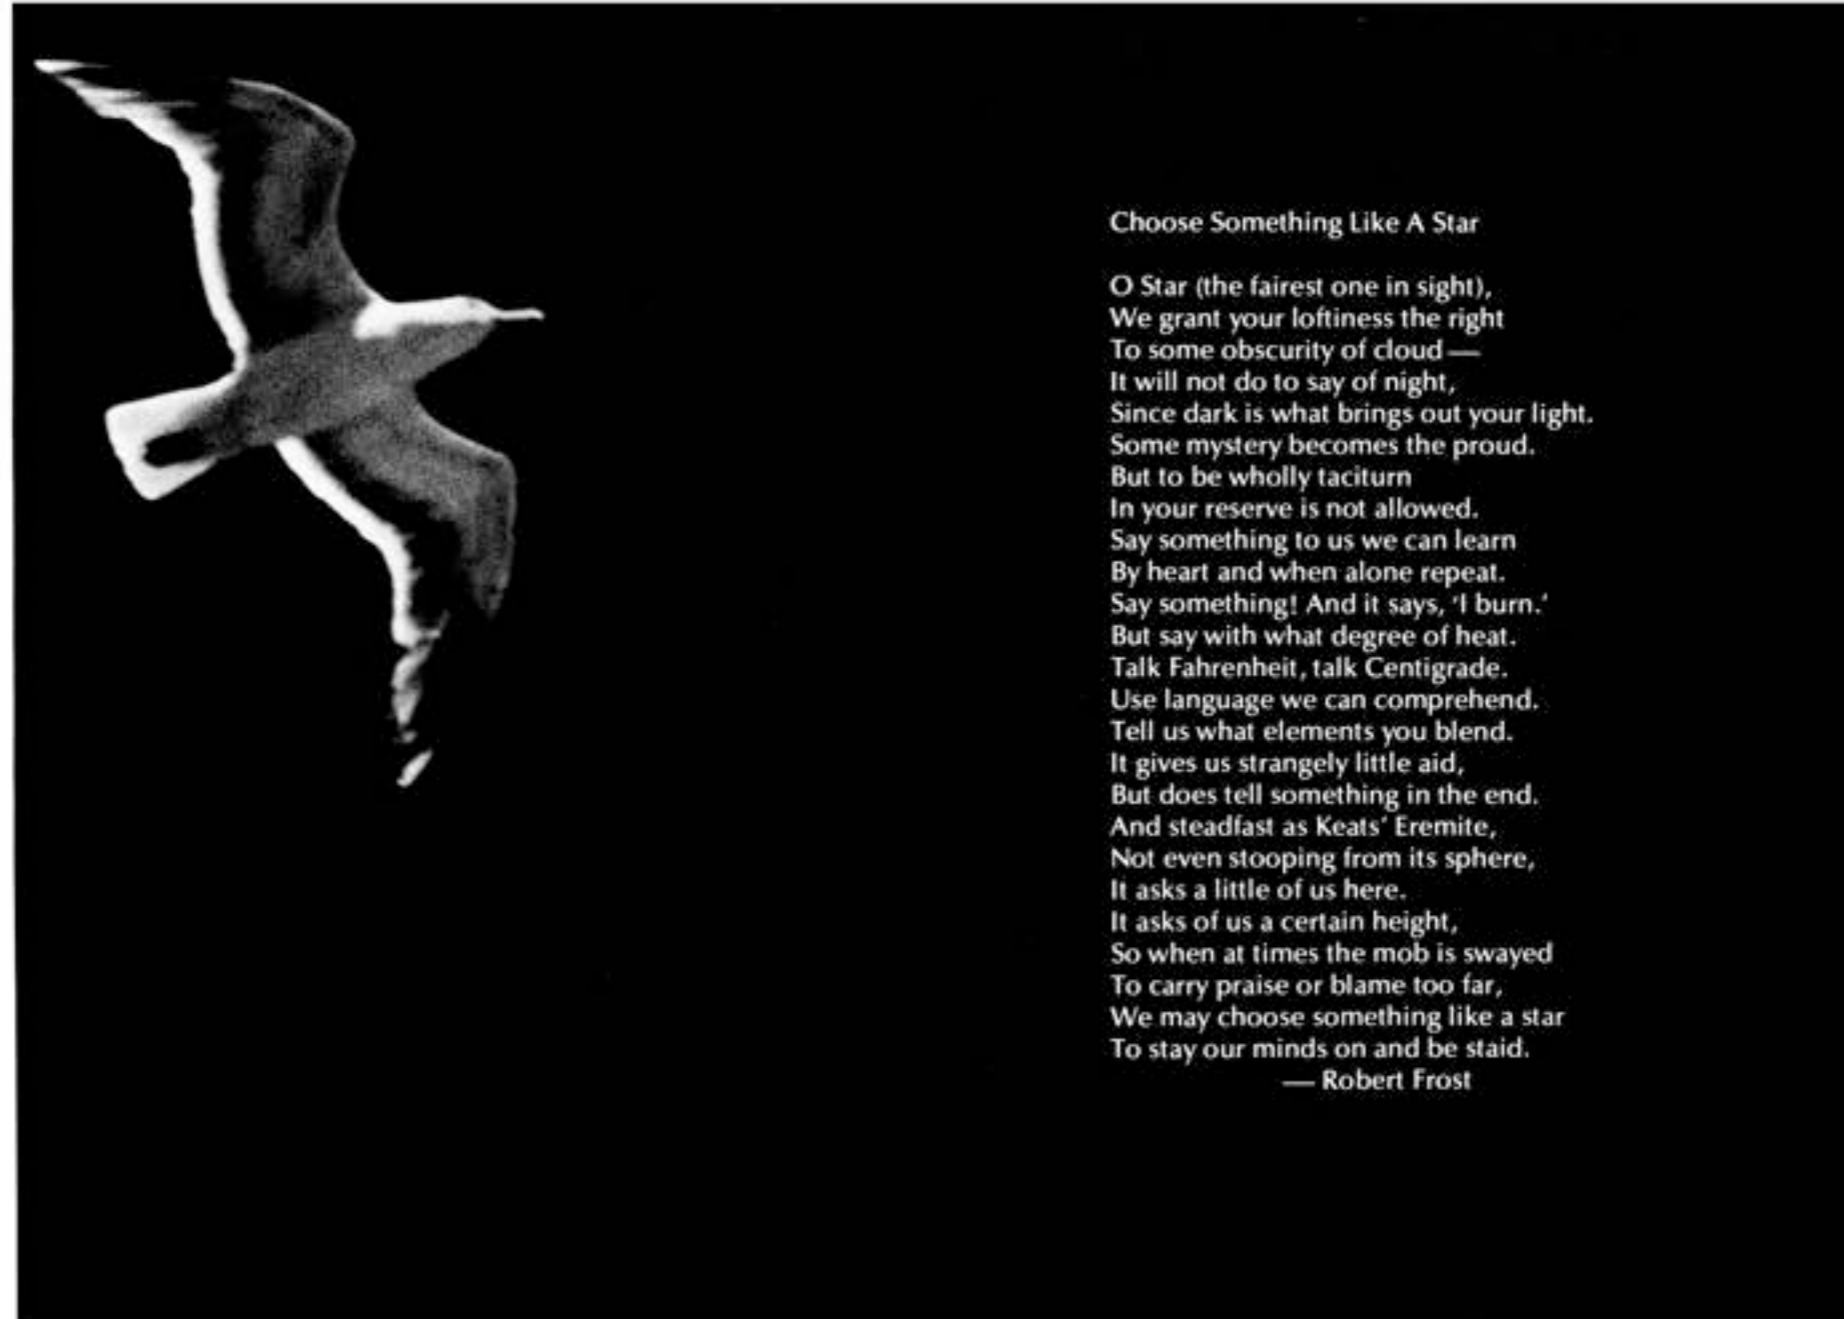 Choose Something Like A Star
O Star (the fairest one in sight),
We grant your loftiness the right
To some obscurity of cloud—
It will not do to say of night,
Since dark is what brings out your light.
Some mystery becomes the proud.
But to be wholly taciturn
In your reserve is not allowed.
Say something to us we can learn
By heart and when alone repeat.
Say something! And it says, 'I burn.'
But say with what degree of heat.
Talk Fahrenheit, talk Centigrade.
Use language we can comprehend.
Tell us what elements you blend.
It gives us strangely little aid,
But does tell something in the end.
And steadfast as Keats' Eremite,
Not even stooping from its sphere,
It asks a little of us here.
It asks of us a certain height,
So when at times the mob is swayed
To carry praise or blame too far,
We may choose something like a star
To stay our minds on and be staid.
— Robert Frost